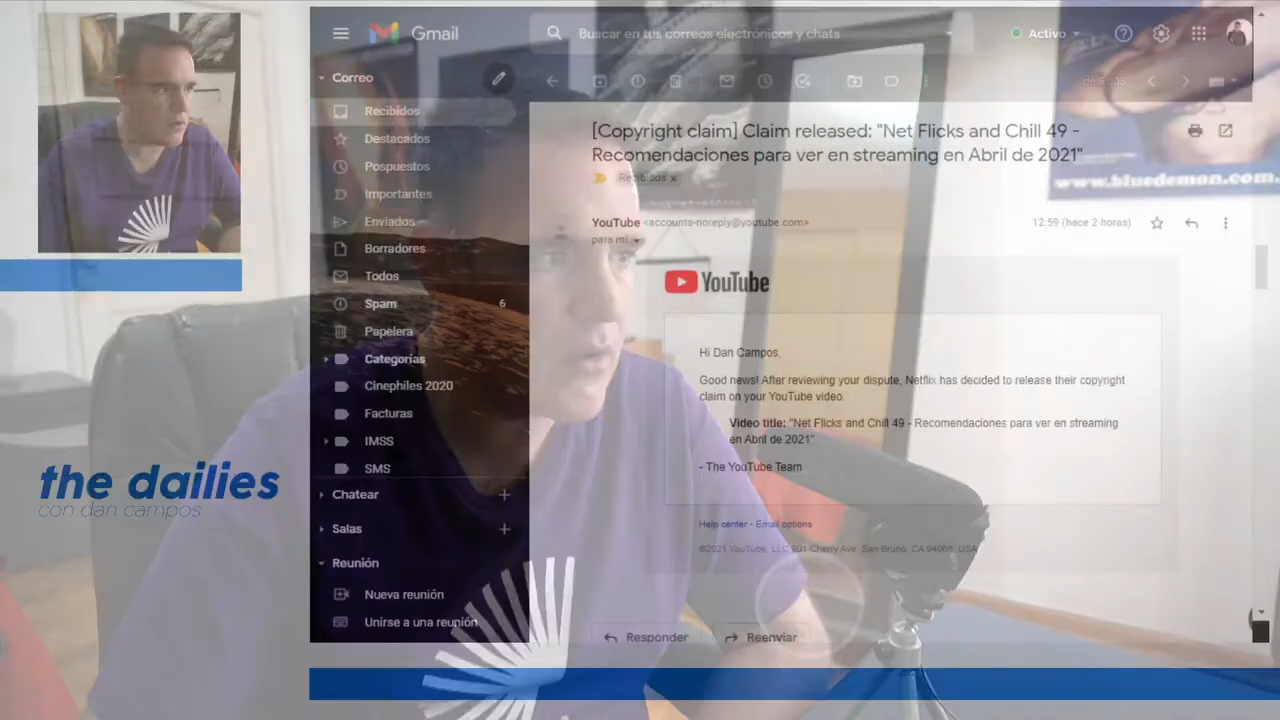 Gmail
Buscar en tus correos electrónicos y chats
Activo
Correo
Recibidos
Destacados
Pospuestos
Importantes
Enviados
Borradores
Todos
Spam 6
Papelera
Categorías
Cinephiles 2020
Facturas
IMSS
SMS
Chatear
Salas
Reunión
Nueva reunión
Unirse a una reunión
[Copyright claim] Claim released: "Net Flicks and Chill 49 -
Recomendaciones para ver en streaming en Abril de 2021"
Recibidos x
YouTube <accounts-noreply@youtube.com>
12:59 (hace 2 horas)
para mí
YouTube
Hi Dan Campos,
Good news! After reviewing your dispute, Netflix has decided to release their copyright
claim on your YouTube video.
Video title: "Net Flicks and Chill 49 - Recomendaciones para ver en streaming
en Abril de 2021"
- The YouTube Team
Help center - Email options
©2021 YouTube, LLC 901 Cherry Ave, San Bruno, CA 94066, USA
Responder
Reenviar
www.bluedemon.com.
the dailies
con dan campos